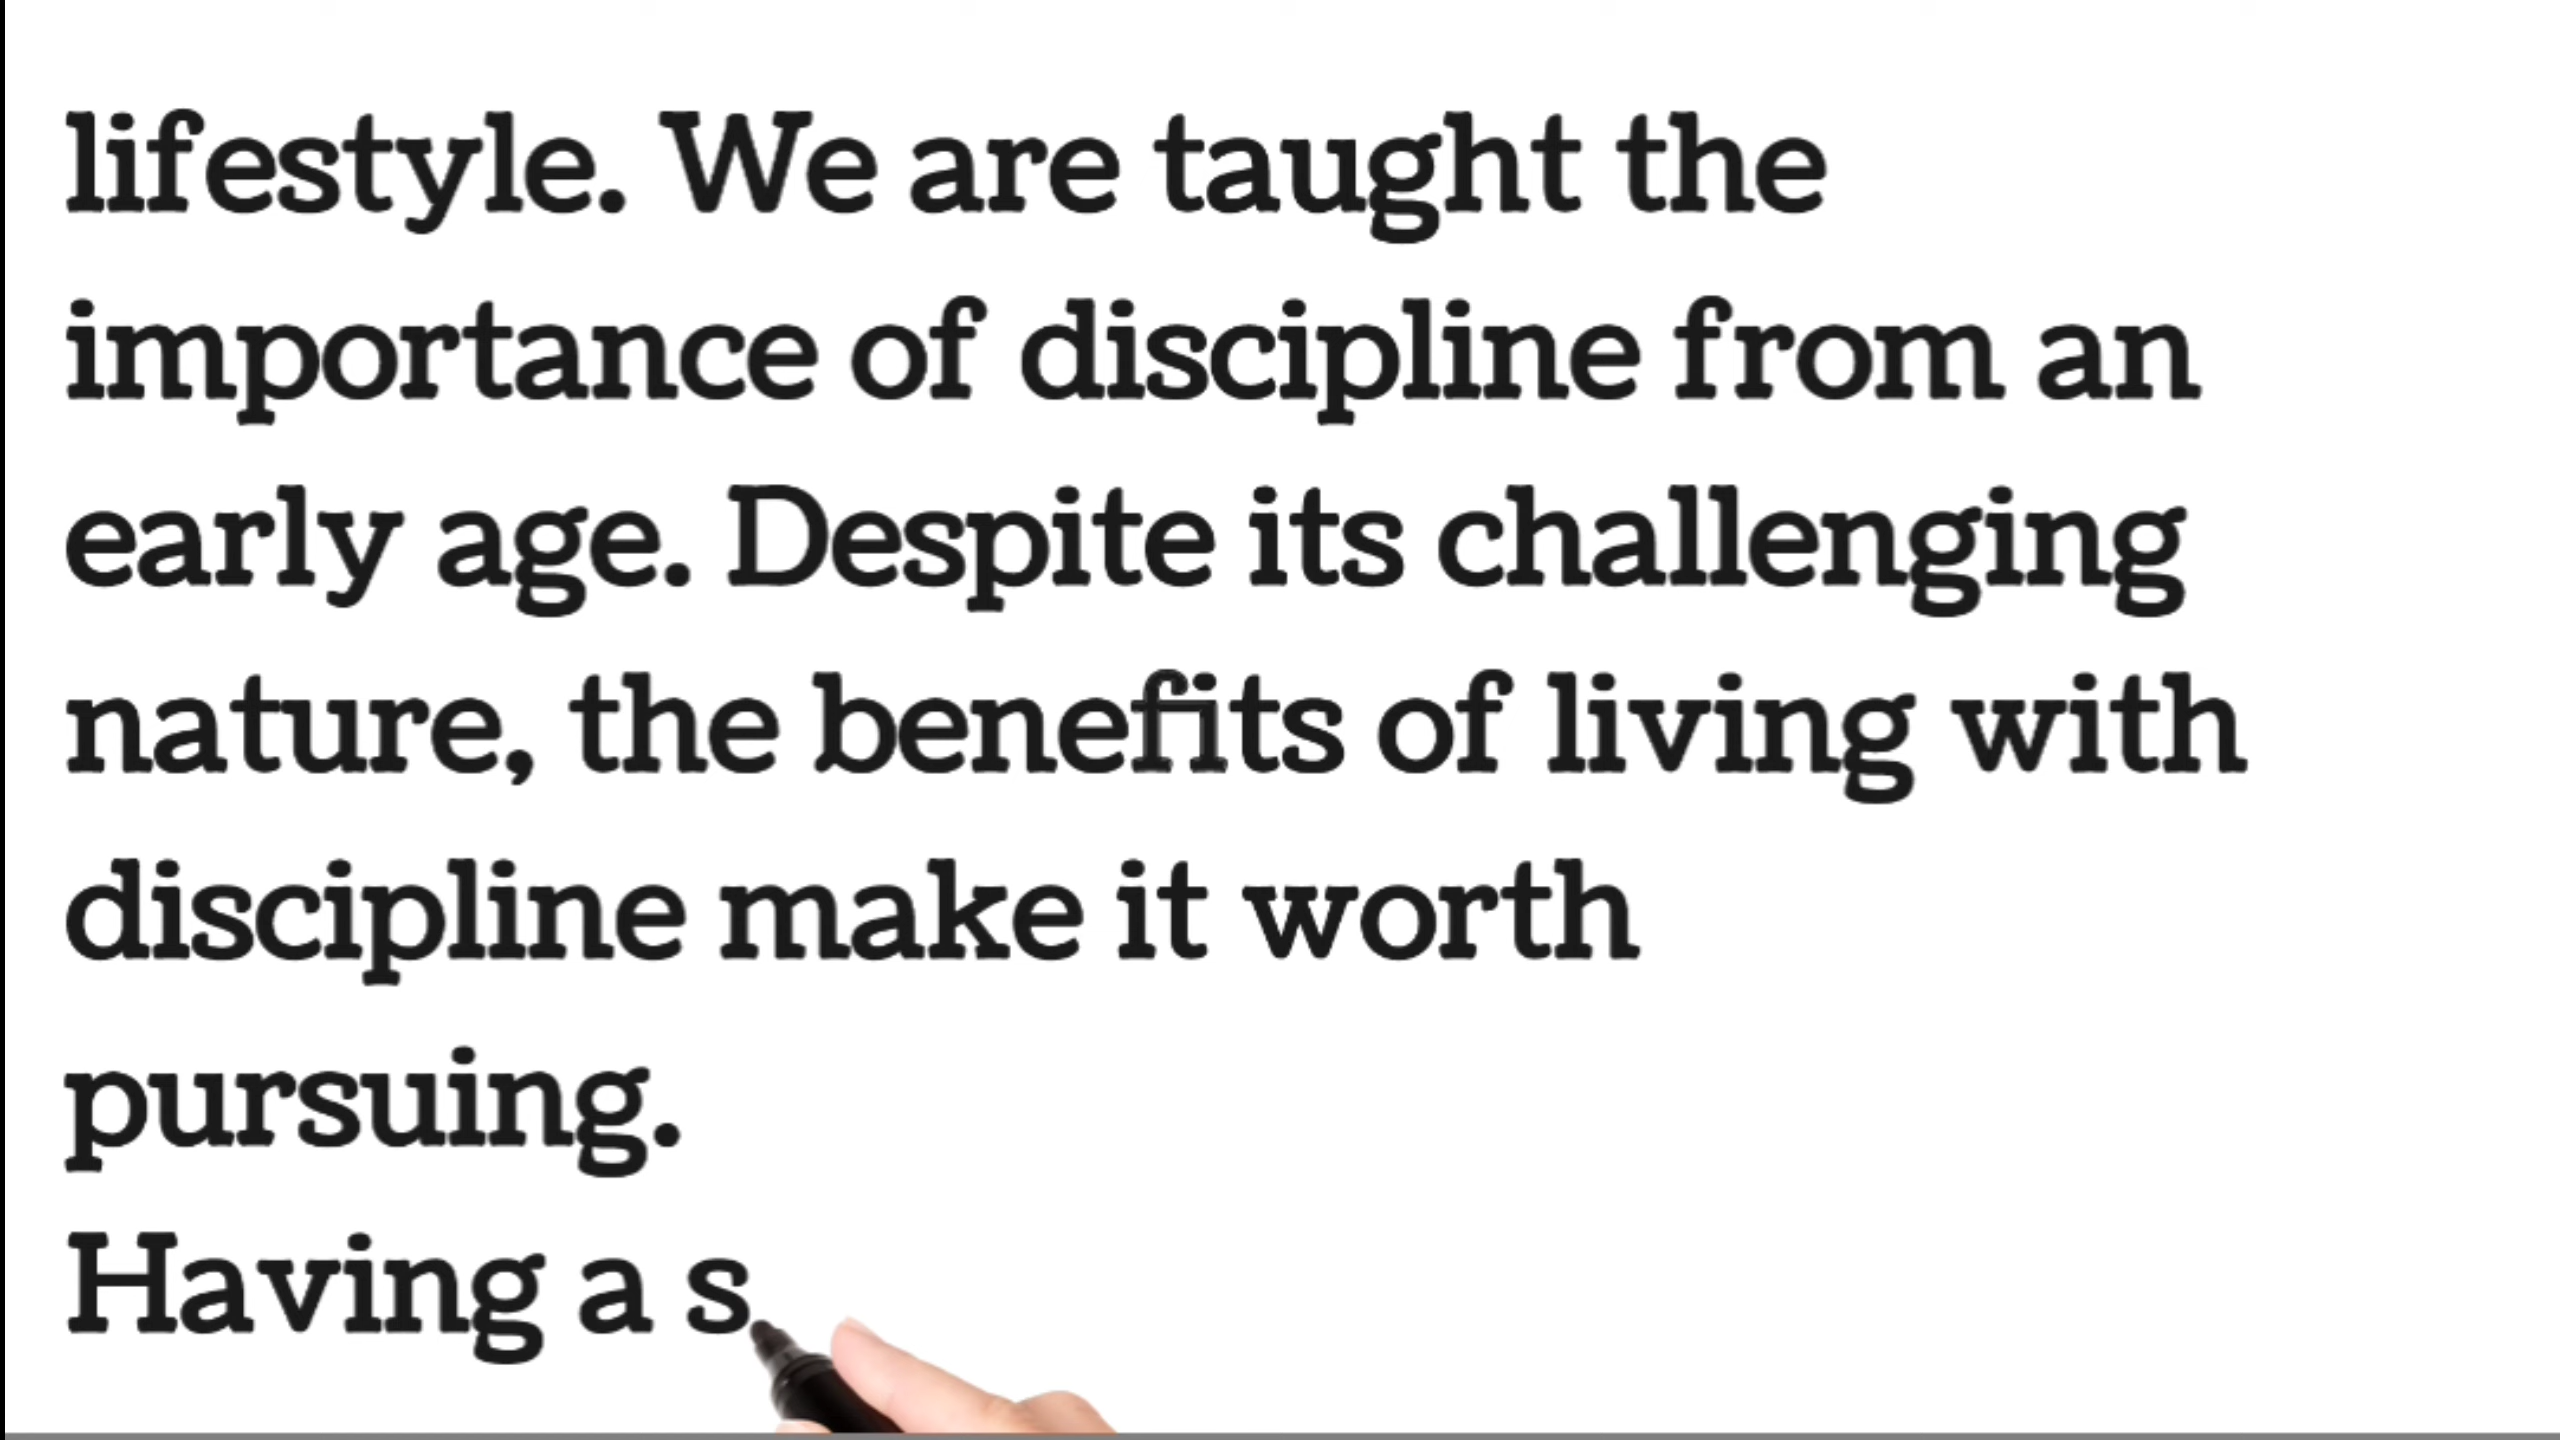 lifestyle. We are taught the
importance of discipline from an
early age. Despite its challenging
nature, the benefits of living with
discipline make it worth
pursuing.
Having a s